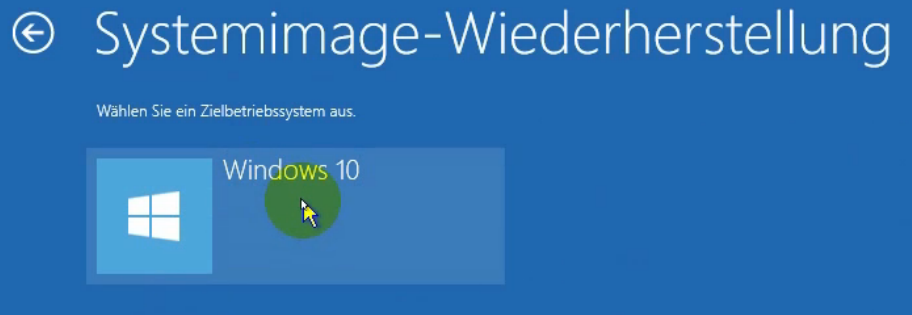 Systemimage-Wiederherstellung
Wählen Sie ein Zielbetriebssystem aus.
Windows 10